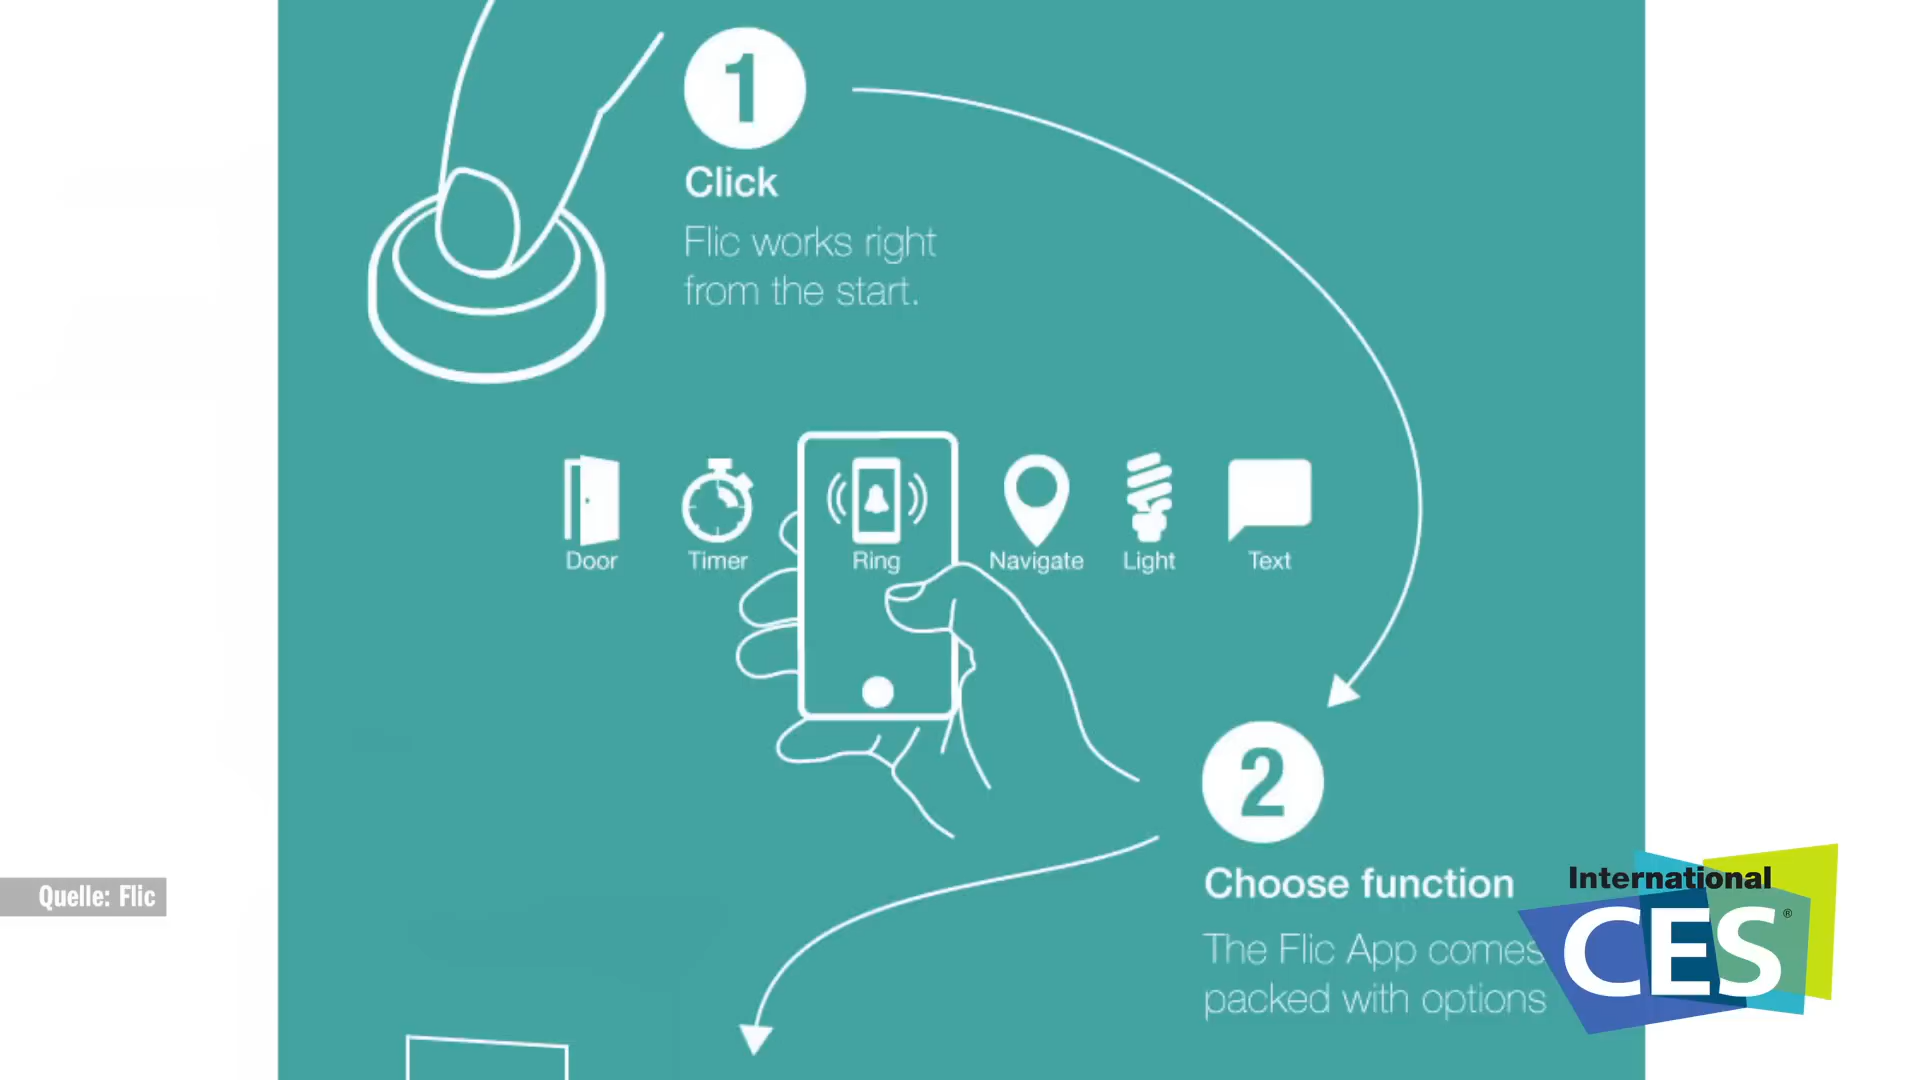 1
Click
Flic works right
from the start.
Door
Timer
Ring
Navigate
Light
Text
2
Choose function
The Flic App comes
packed with options
Quelle: Flic
International
CES®